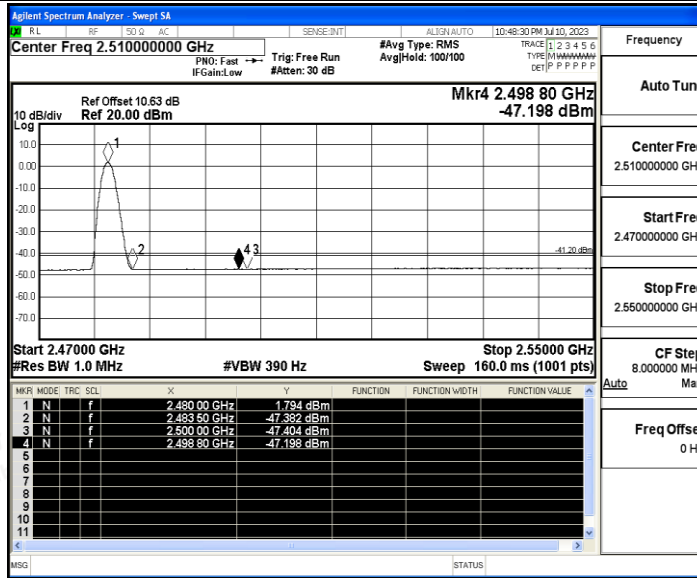 Agilent Spectrum Analyzer - Swept SA
RL RF 50 Ω AC SENSE:INT ALIGNAUTO 10:48:30 PM Jul 10, 2023
Center Freq 2.510000000 GHz
PNO: Fast
IFGain:Low
Trig: Free Run
#Atten: 30 dB
#Avg Type: RMS
Avg|Hold: 100/100
TRACE 1 2 3 4 5 6
TYPE MWWWWW
DET P P P P P P
Frequency
Auto Tun
Center Fre
2.510000000 GH
Start Fre
2.470000000 GH
Stop Fre
2.550000000 GH
CF Step
8.000000 MH
Auto Ma
Freq Offse
0 H
Mkr4 2.498 80 GHz
-47.198 dBm
Ref Offset 10.63 dB
10 dB/div Ref 20.00 dBm
Log
10.0
0.00
-10.0
-20.0
-30.0
-40.0
-50.0
-60.0
-70.0
1
2
4 3
-41.20 dBm
Start 2.47000 GHz Stop 2.55000 GHz
#Res BW 1.0 MHz #VBW 390 Hz Sweep 160.0 ms (1001 pts)
MKR MODE TRC SCL X Y FUNCTION FUNCTION WIDTH FUNCTION VALUE
1 N f 2.480 00 GHz 1.794 dBm
2 N f 2.483 50 GHz -47.382 dBm
3 N f 2.500 00 GHz -47.404 dBm
4 N f 2.498 80 GHz -47.198 dBm
5
6
7
8
9
10
11
MSG STATUS